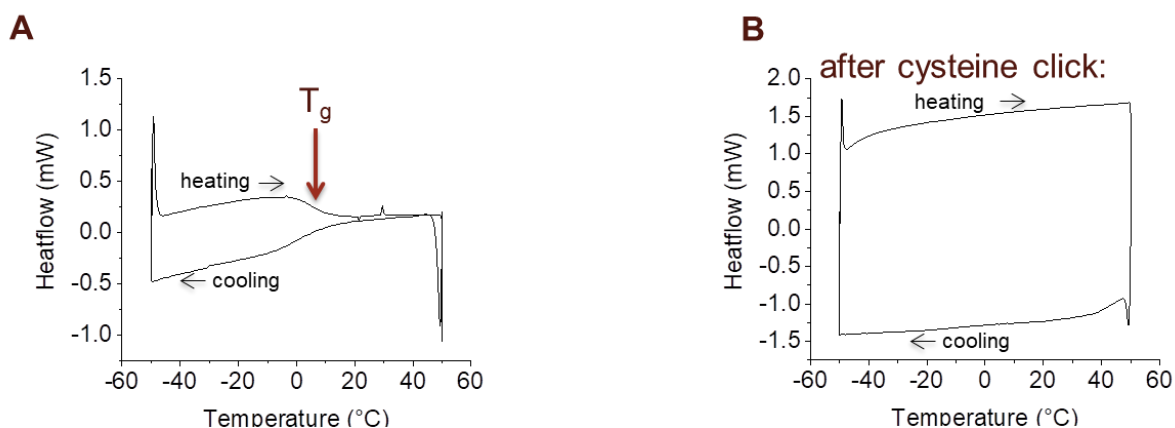 A
1.5
1.0
0.5
0.0
-0.5
-1.0
Heatflow (mW)
Tg
heating
cooling
-60 -40 -20 0 20 40 60
Temperature (°C)
B
after cysteine click:
2.0
1.5
1.0
0.5
0.0
-0.5
-1.0
-1.5
Heatflow (mW)
heating
cooling
-60 -40 -20 0 20 40 60
Temperature (°C)